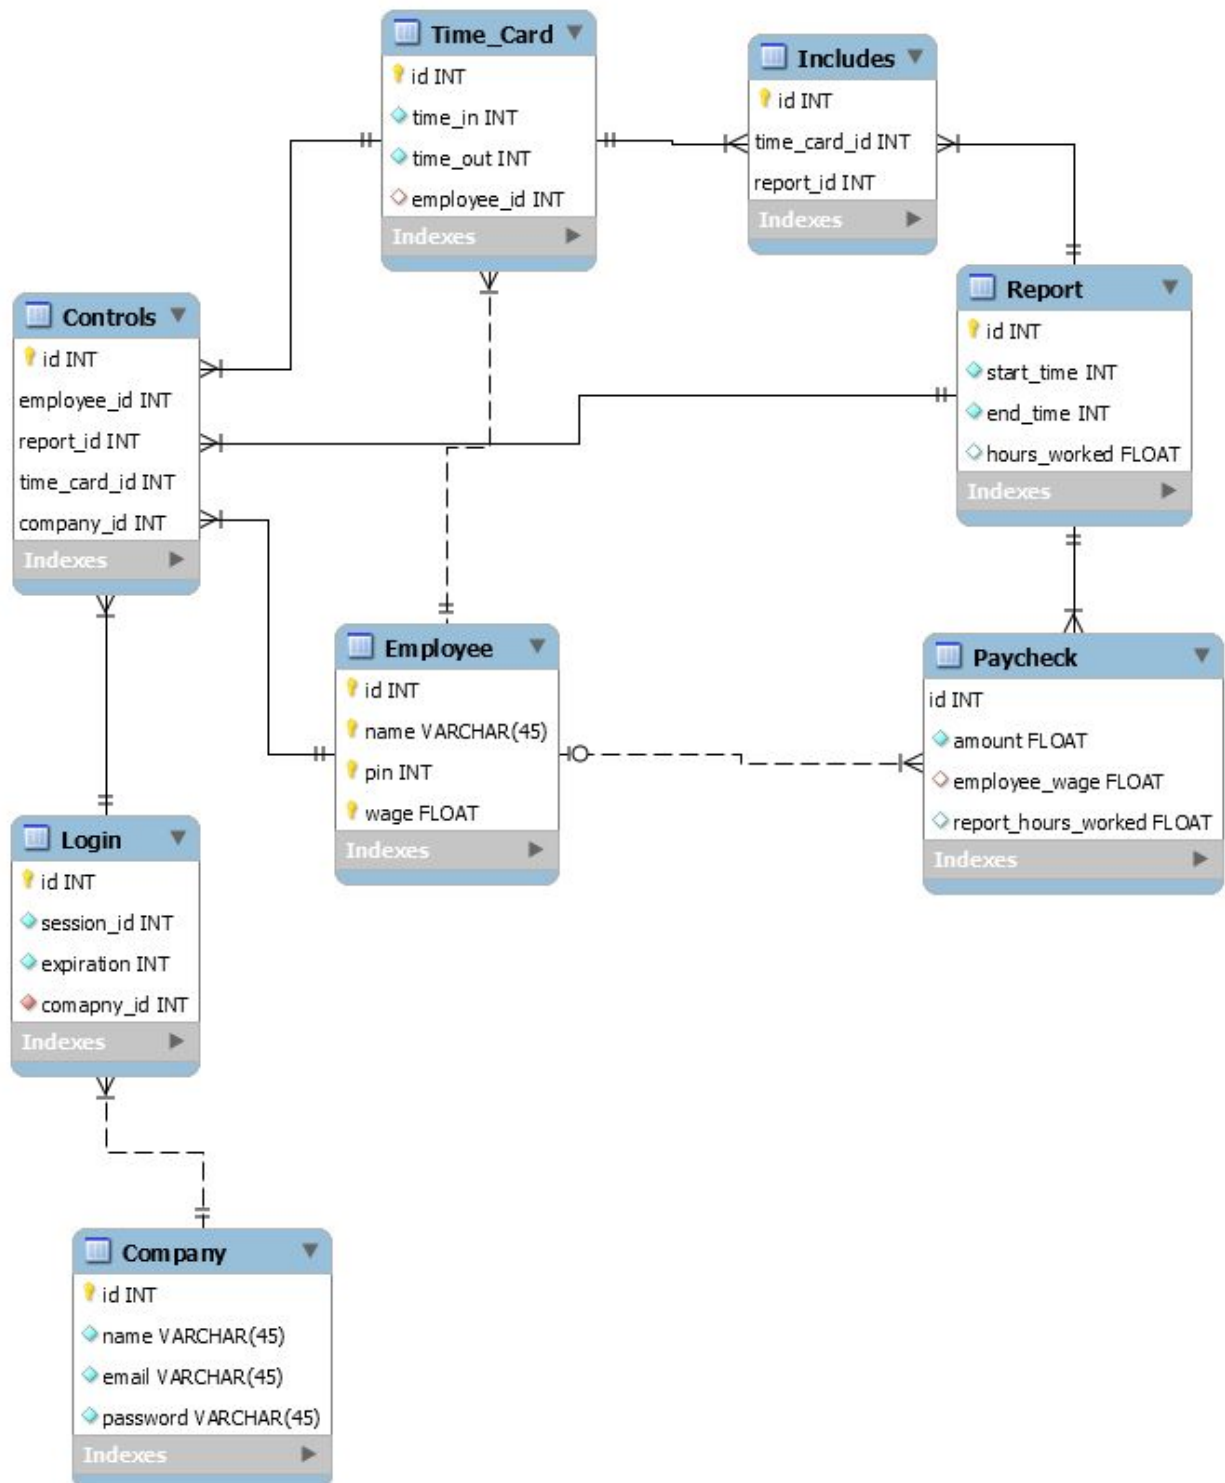 Time_Card
id INT
time_in INT
time_out INT
employee_id INT
Indexes
Includes
id INT
time_card_id INT
report_id INT
Indexes
Report
id INT
start_time INT
end_time INT
hours_worked FLOAT
Indexes
Controls
id INT
employee_id INT
report_id INT
time_card_id INT
company_id INT
Indexes
Employee
id INT
name VARCHAR(45)
pin INT
wage FLOAT
Indexes
Paycheck
id INT
amount FLOAT
employee_wage FLOAT
report_hours_worked FLOAT
Indexes
Login
id INT
session_id INT
expiration INT
comapny_id INT
Indexes
Company
id INT
name VARCHAR(45)
email VARCHAR(45)
password VARCHAR(45)
Indexes